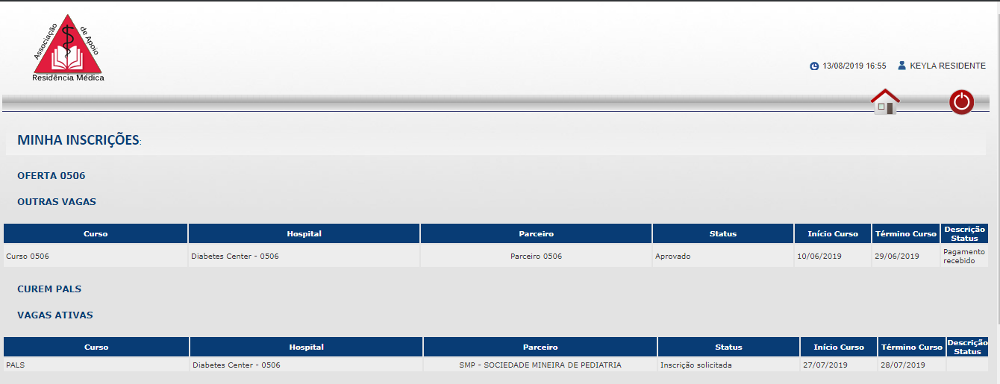 Associação de Apoio
Residência Médica
13/08/2019 16:55 KEYLA RESIDENTE
MINHA INSCRIÇÕES:
OFERTA 0506
OUTRAS VAGAS
Curso Hospital Parceiro Status Início Curso Término Curso Descrição Status
Curso 0506 Diabetes Center - 0506 Parceiro 0506 Aprovado 10/06/2019 29/06/2019 Pagamento recebido
CUREM PALS
VAGAS ATIVAS
Curso Hospital Parceiro Status Início Curso Término Curso Descrição Status
PALS Diabetes Center - 0506 SMP - SOCIEDADE MINEIRA DE PEDIATRIA Inscrição solicitada 27/07/2019 28/07/2019